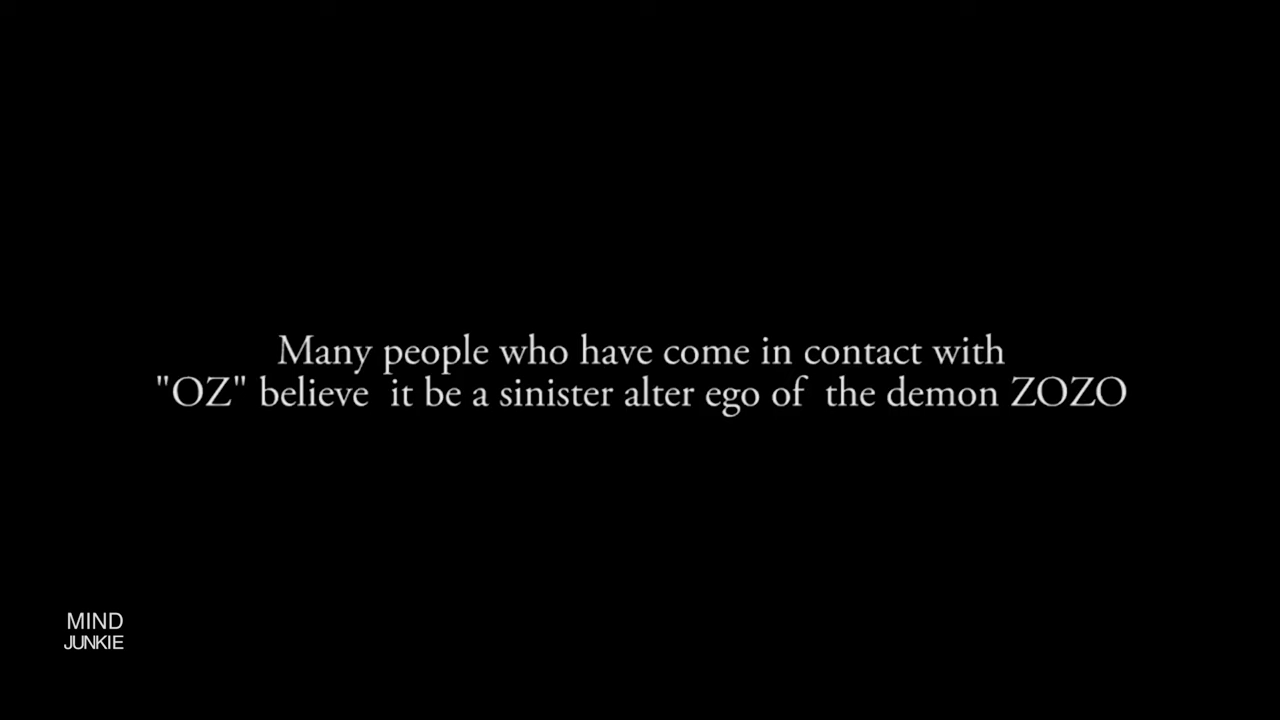 Many people who have come in contact with
"OZ" believe  it be a sinister alter ego of  the demon ZOZO
MIND
JUNKIE